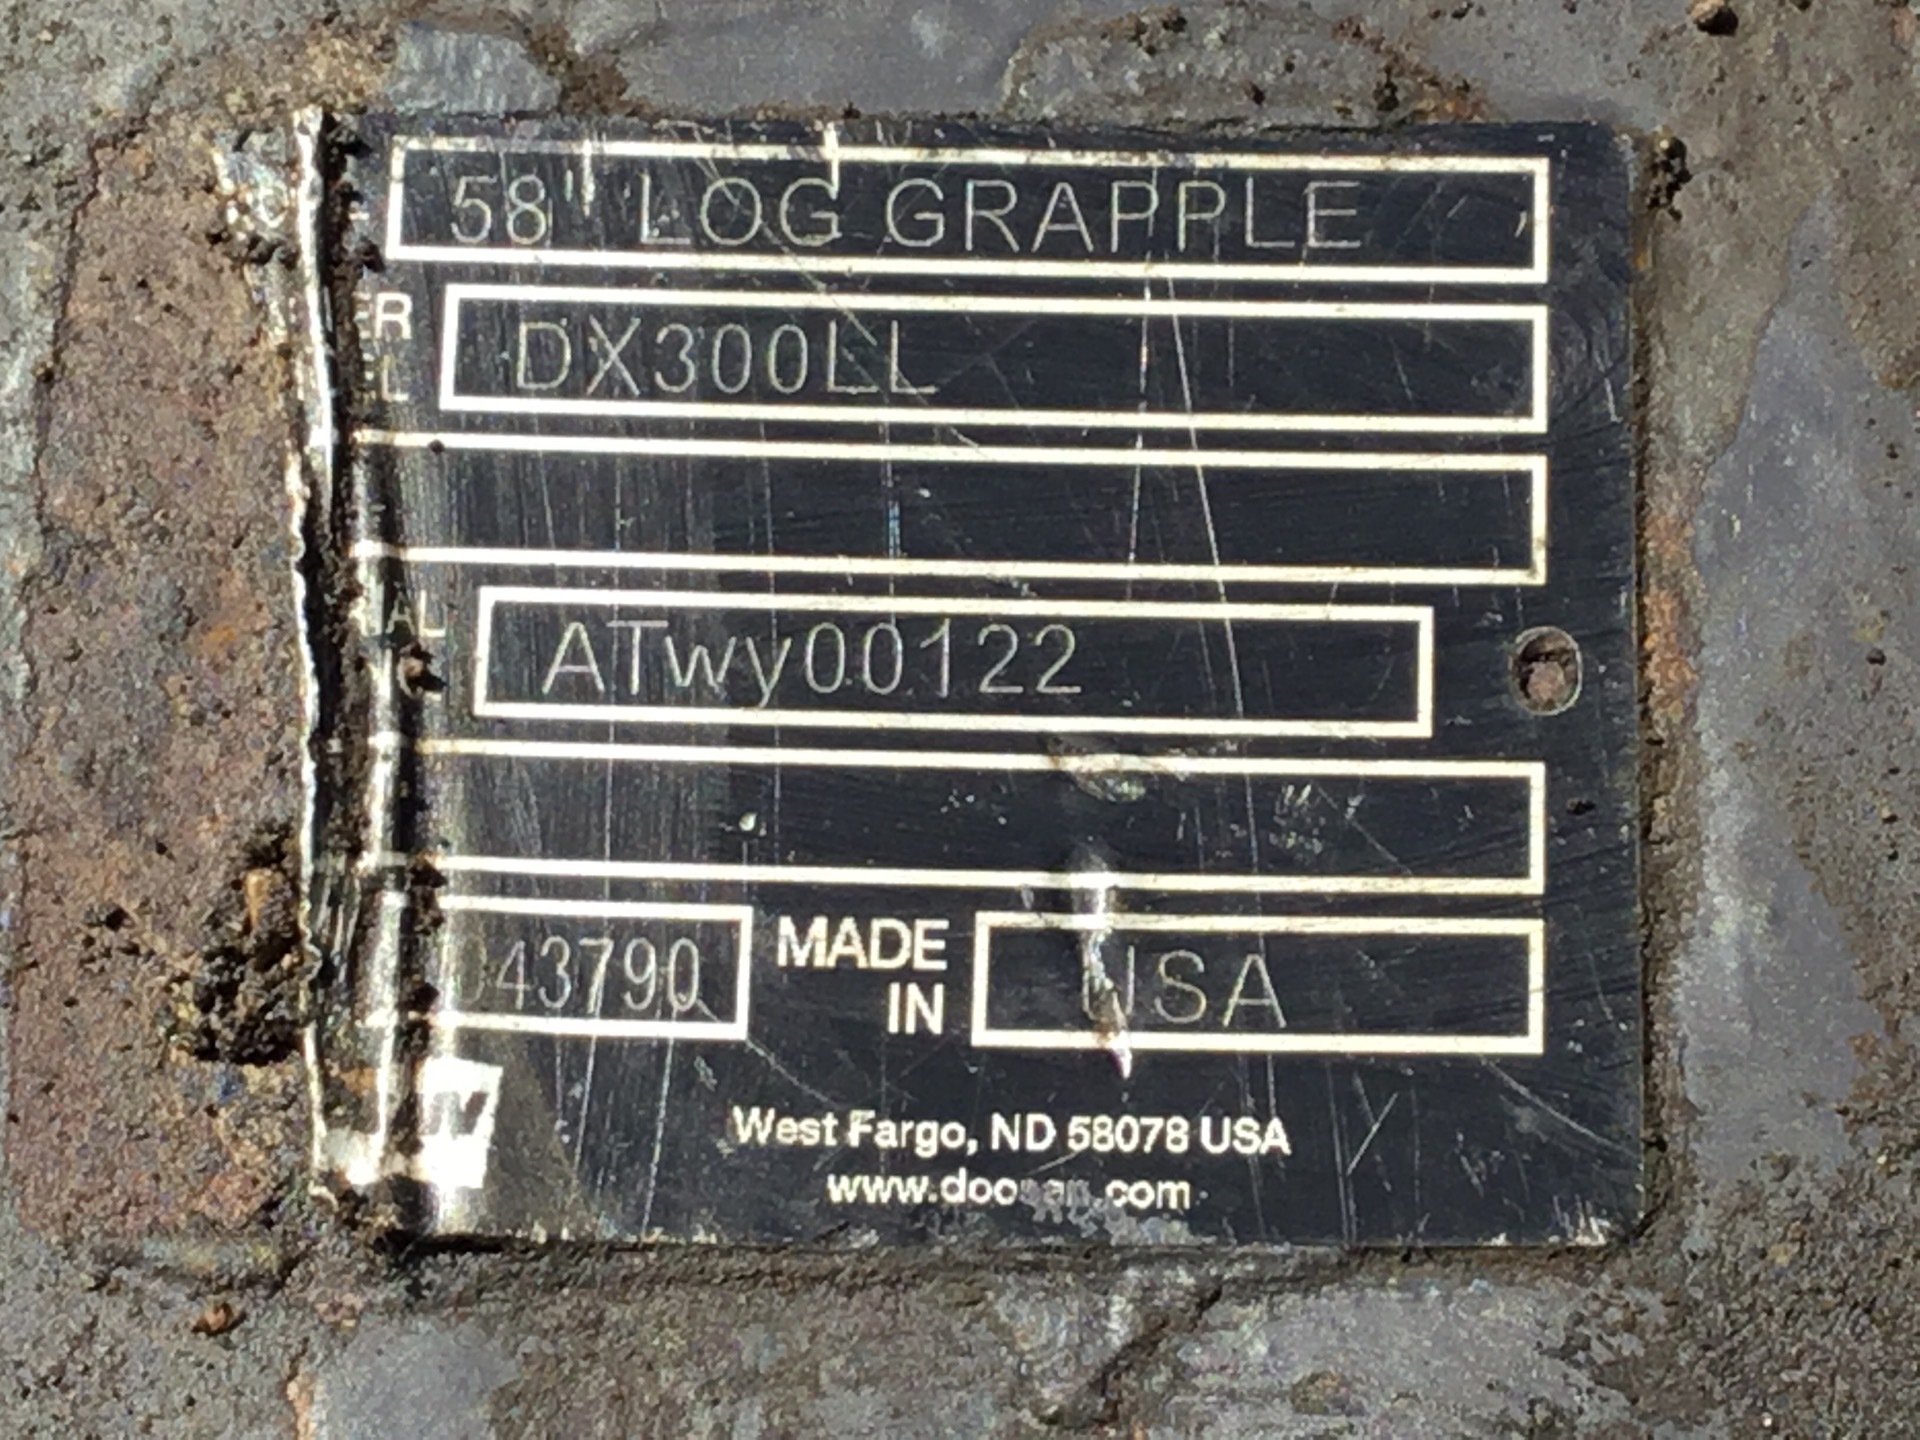 58" LOG GRAPPLE
DX300LL
ATwy00122
43790
MADE IN
USA
West Fargo, ND 58078 USA